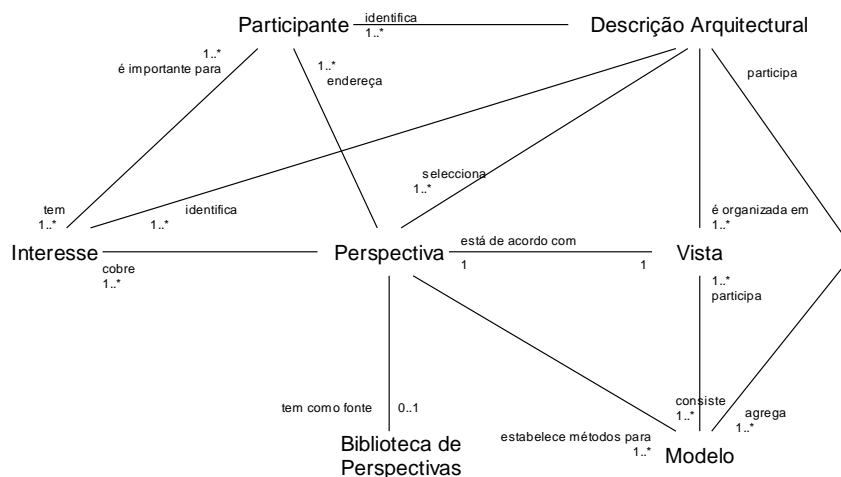 Participante
identifica
1..*
Descrição Arquitectural
1..*
é importante para
1..*
endereça
participa
selecciona
1..*
tem
1..*
identifica
1..*
é organizada em
1..*
Interesse
cobre
1..*
Perspectiva
está de acordo com
1
1
Vista
1..*
participa
tem como fonte
0..1
consiste
1..*
agrega
1..*
Biblioteca de
Perspectivas
estabelece métodos para
1..*
Modelo